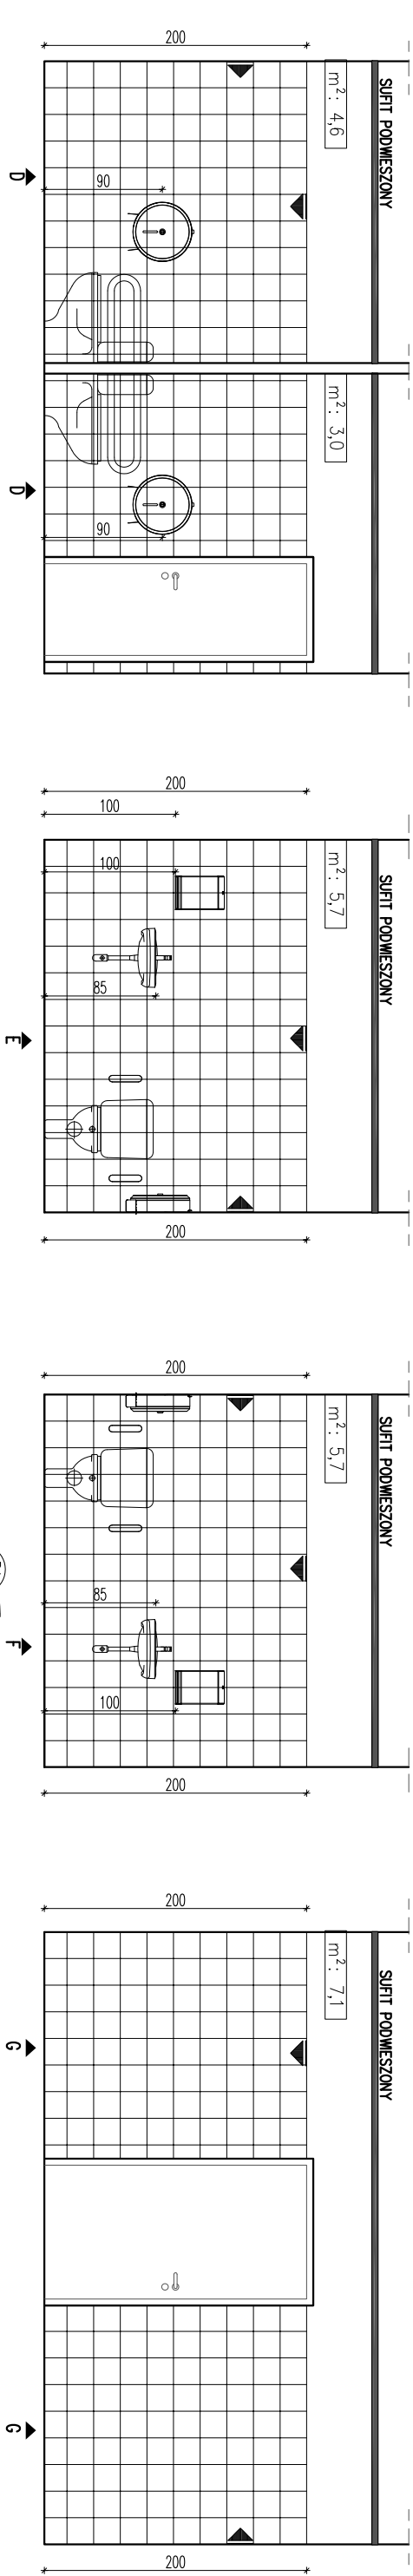 200
SUFIT PODWIESZONY
m²: 4,6
90
D
m²: 3,0
90
D
200
100
SUFIT PODWIESZONY
m²: 5,7
100
85
E
200
200
SUFIT PODWIESZONY
m²: 5,7
85
F
100
200
200
SUFIT PODWIESZONY
m²: 7,1
G
G
200